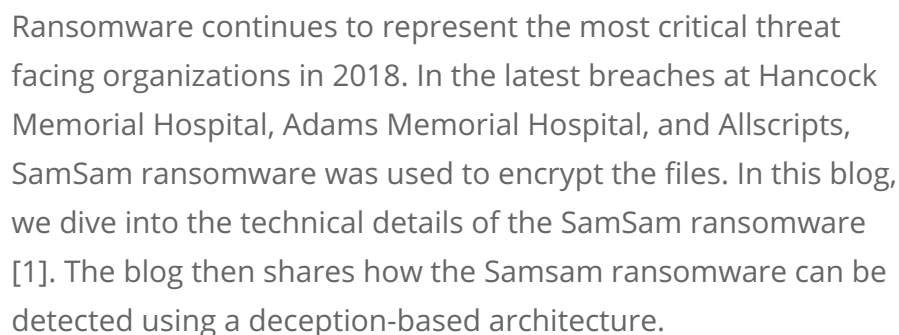 Ransomware continues to represent the most critical threat
facing organizations in 2018. In the latest breaches at Hancock
Memorial Hospital, Adams Memorial Hospital, and Allscripts,
SamSam ransomware was used to encrypt the files. In this blog,
we dive into the technical details of the SamSam ransomware
[1]. The blog then shares how the Samsam ransomware can be
detected using a deception-based architecture.